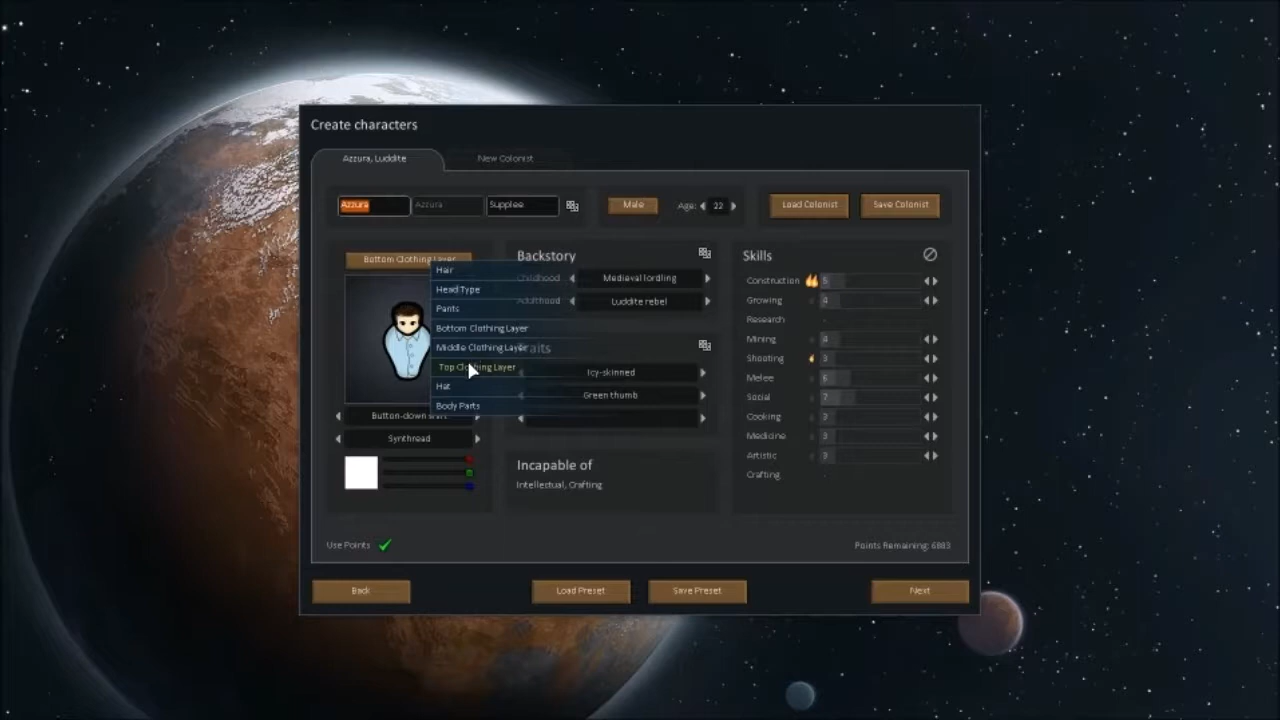 Create characters
Azzura, Luddite New Colonist
Azzura Azzura Supplee Male Age: 22 Load Colonist Save Colonist
Bottom Clothing Layer Backstory Skills
Hair
Childhood Medieval lordling Construction 5
Head Type
Adulthood Luddite rebel Growing 4
Pants
Research
Bottom Clothing Layer
Mining 4
Middle Clothing Layer Traits
Shooting 3
Top Clothing Layer Icy-skinned
Melee
Hat Green thumb
Social 7
Body Parts
Button-down Cooking 3
Synthread Medicine 3
Artistic 3
Incapable of Crafting
Intellectual, Crafting
Use Points Points Remaining: 6883
Back Load Preset Save Preset Next